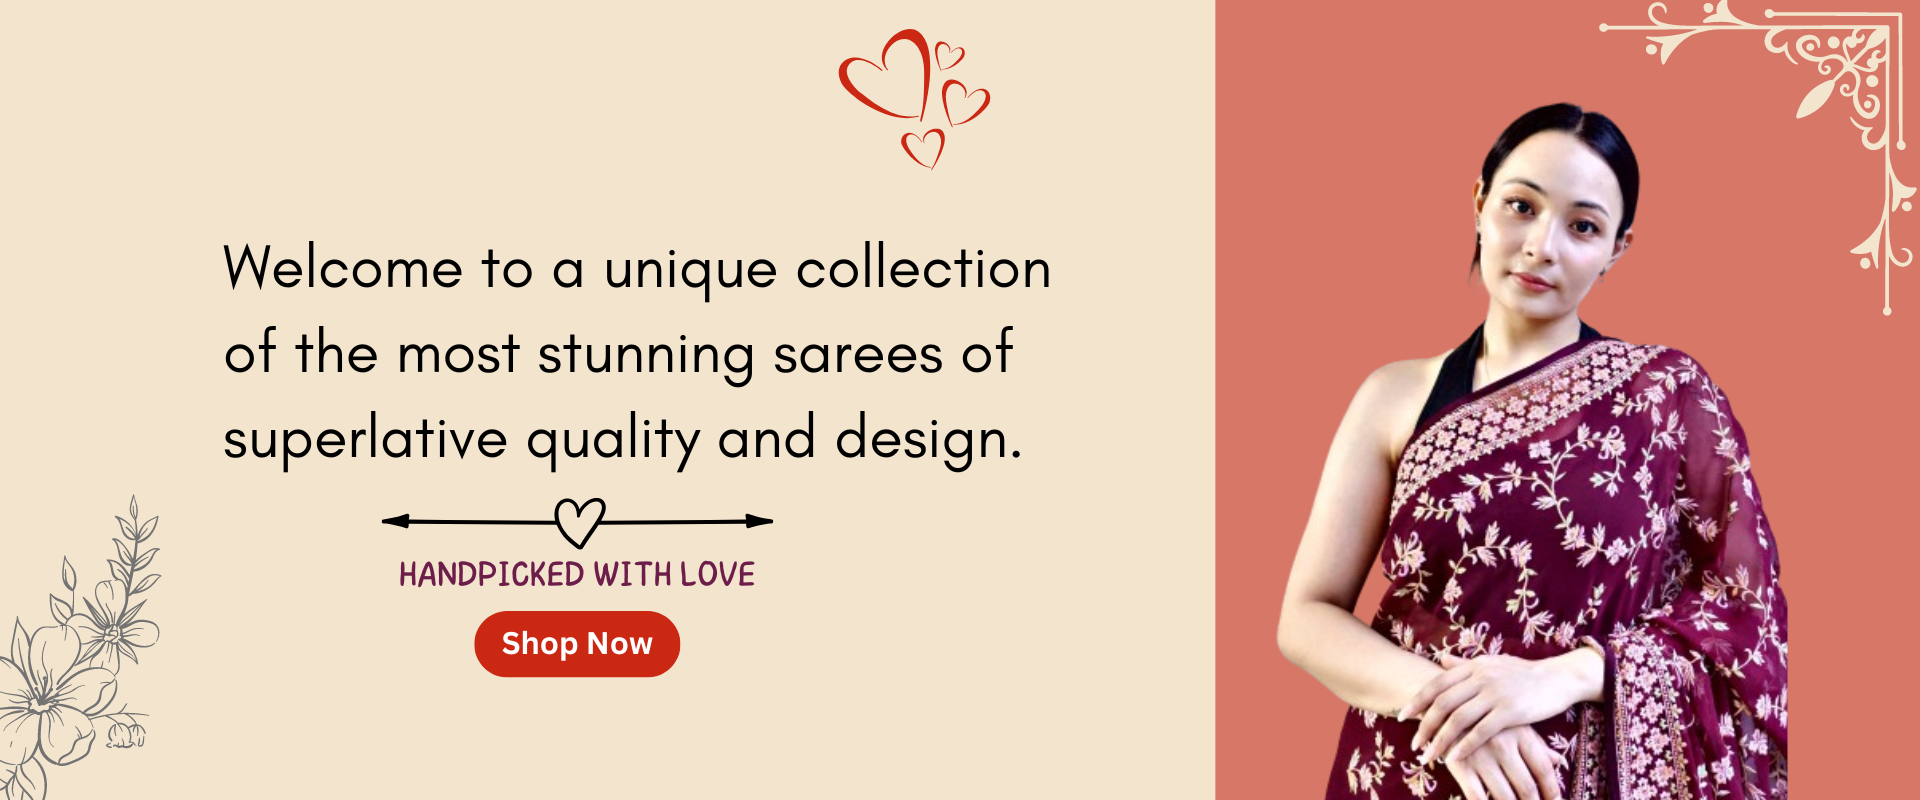 Welcome to a unique collection
of the most stunning sarees of
superlative quality and design.
HANDPICKED WITH LOVE
Shop Now